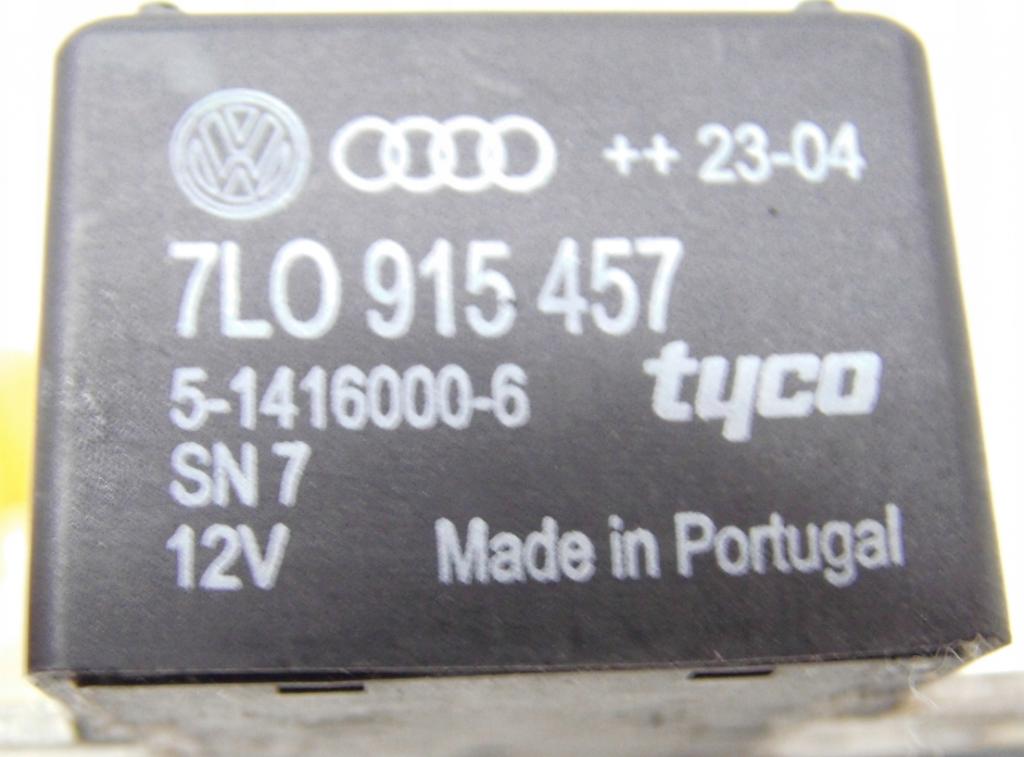 ++ 23-04
7L0 915 457
5-1416000-6
tyco
SN 7
12V
Made in Portugal